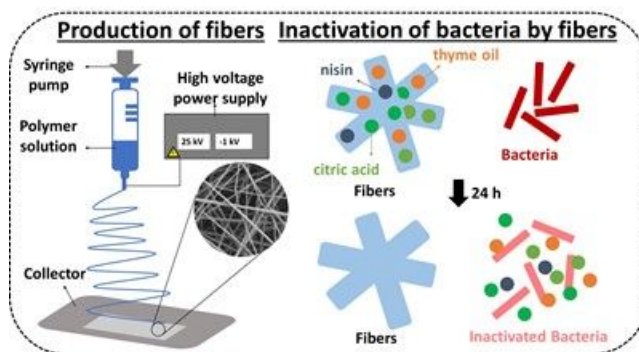 Production of fibers
Syringe
pump
High voltage
power supply
Polymer
solution
25 kV
-1 kV
Collector
Inactivation of bacteria by fibers
thyme oil
nisin
citric acid
Fibers
Bacteria
24 h
Fibers
Inactivated Bacteria